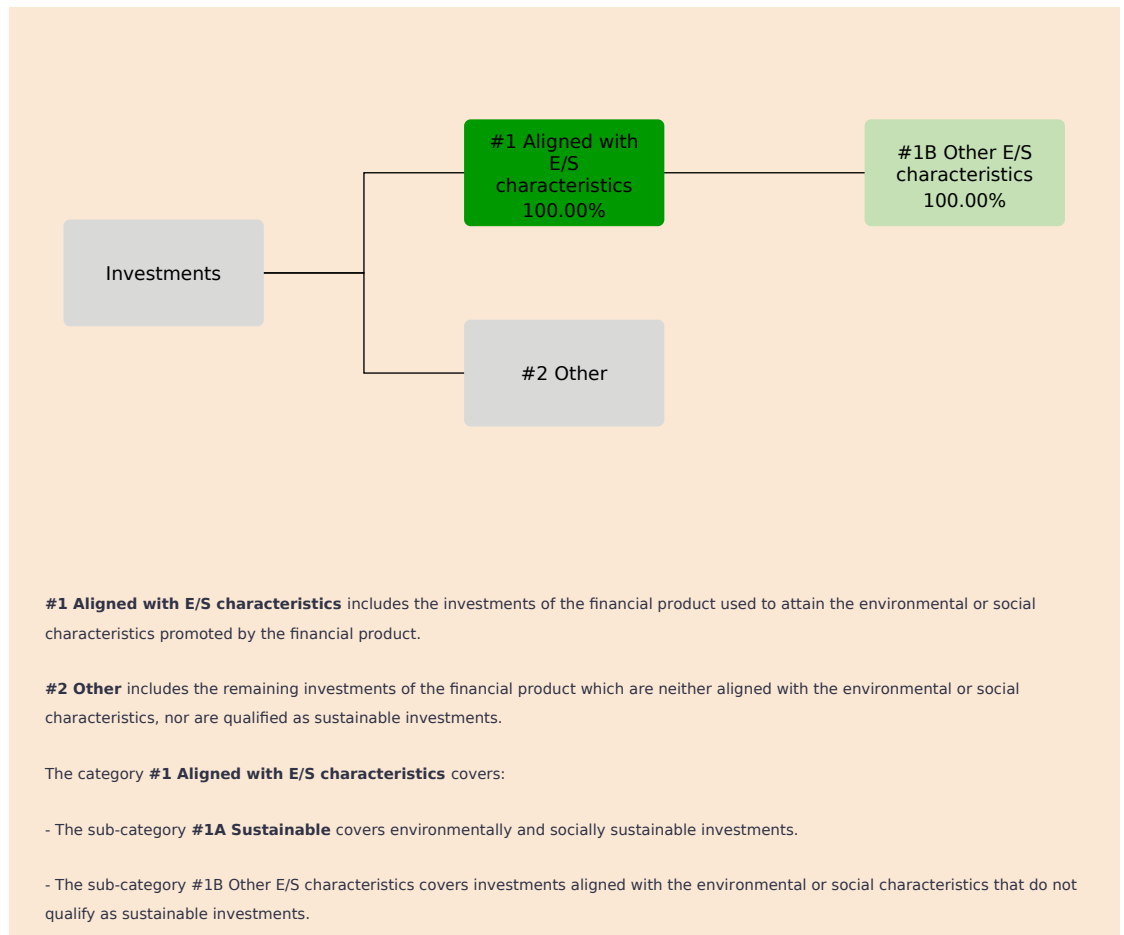 #1 Aligned with
E/S
characteristics
100.00%
#1B Other E/S
characteristics
100.00%
Investments
#2 Other
#1 Aligned with E/S characteristics includes the investments of the financial product used to attain the environmental or social
characteristics promoted by the financial product.
#2 Other includes the remaining investments of the financial product which are neither aligned with the environmental or social
characteristics, nor are qualified as sustainable investments.
The category #1 Aligned with E/S characteristics covers:
- The sub-category #1A Sustainable covers environmentally and socially sustainable investments.
- The sub-category #1B Other E/S characteristics covers investments aligned with the environmental or social characteristics that do not
qualify as sustainable investments.